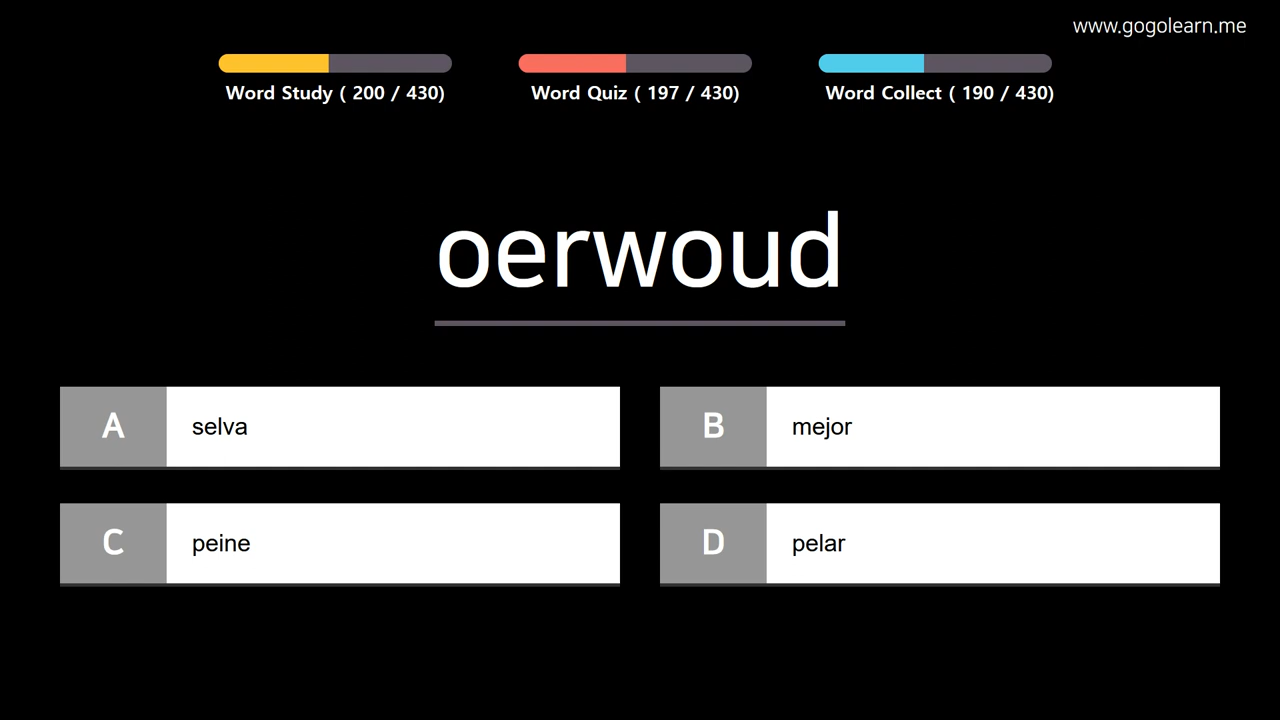 www.gogolearn.me
Word Study ( 200 / 430)
Word Quiz ( 197 / 430)
Word Collect ( 190 / 430)
oerwoud
A selva
B mejor
C peine
D pelar